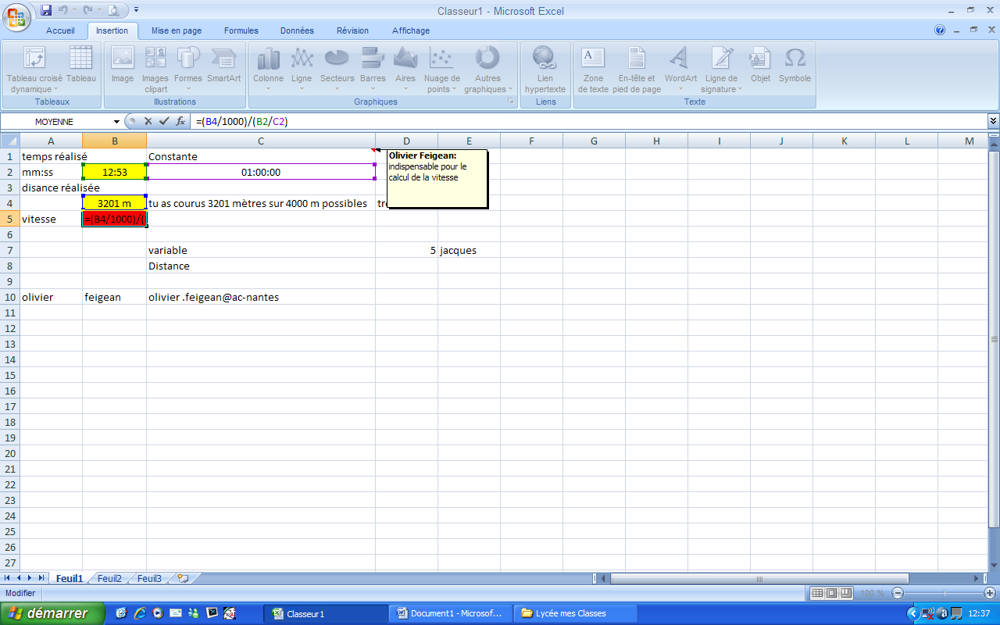 Classeur1 - Microsoft Excel
Accueil Insertion Mise en page Formules Données Révision Affichage
Tableau croisé dynamique Tableau Image Images clipart Formes SmartArt Colonne Ligne Secteurs Barres Aires Nuage de points Autres graphiques Lien hypertexte Zone de texte En-tête et pied de page WordArt Ligne de signature Objet Symbole
Tableaux Illustrations Graphiques Liens Texte
MOYENNE fx =(B4/1000)/(B2/C2)
A B C D E F G H I J K L M
1 temps réalisé Constante
2 mm:ss 12:53 01:00:00
3 disance réalisée
4 3201 m tu as courus 3201 mètres sur 4000 m possibles
5 vitesse =(B4/1000)/(
Olivier Feigean:
indispensable pour le
calcul de la vitesse
6
7 variable 5 jacques
8 Distance
9
10 olivier feigean olivier .feigean@ac-nantes
11
12
13
14
15
16
17
18
19
20
21
22
23
24
25
26
27
Feuil1 Feuil2 Feuil3
Modifier 100 %
démarrer Classeur1 Document1 - Microsof... Lycée mes Classes 12:37